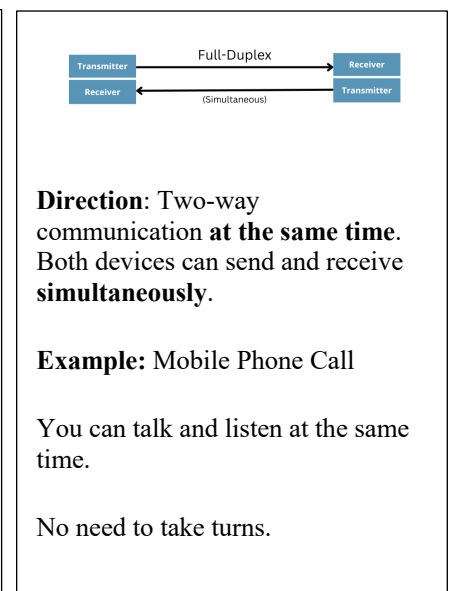 Full-Duplex
Transmitter
Receiver
Receiver
Transmitter
(Simultaneous)
Direction: Two-way
communication at the same time.
Both devices can send and receive
simultaneously.
Example: Mobile Phone Call
You can talk and listen at the same
time.
No need to take turns.